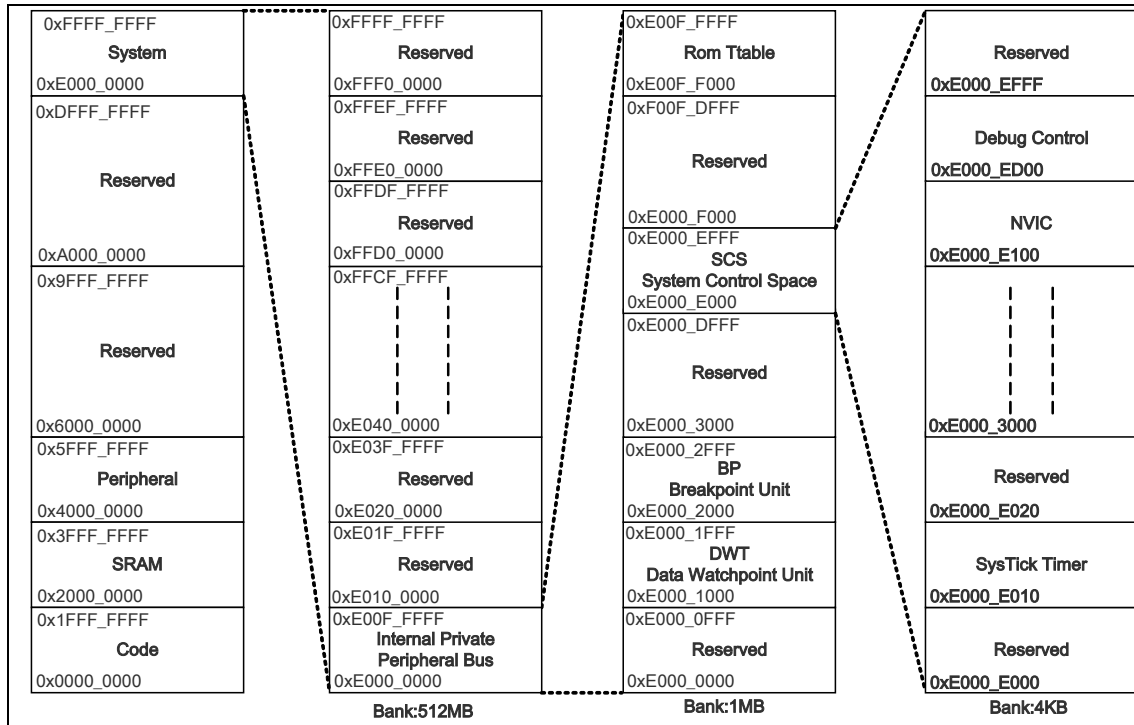 0xFFFF_FFFF
System
0xE000_0000
0xDFFF_FFFF
Reserved
0xA000_0000
0x9FFF_FFFF
Reserved
0x6000_0000
0x5FFF_FFFF
Peripheral
0x4000_0000
0x3FFF_FFFF
SRAM
0x2000_0000
0x1FFF_FFFF
Code
0x0000_0000
0xFFFF_FFFF
Reserved
0xFFF0_0000
0xFFEF_FFFF
Reserved
0xFFE0_0000
0xFFDF_FFFF
Reserved
0xFFD0_0000
0xFFCF_FFFF
0xE040_0000
0xE03F_FFFF
Reserved
0xE020_0000
0xE01F_FFFF
Reserved
0xE010_0000
0xE00F_FFFF
Internal Private
Peripheral Bus
0xE000_0000
Bank:512MB
0xE00F_FFFF
Rom Ttable
0xE00F_F000
0xF00F_DFFF
Reserved
0xE000_F000
0xE000_EFFF
SCS
System Control Space
0xE000_E000
0xE000_DFFF
Reserved
0xE000_3000
0xE000_2FFF
BP
Breakpoint Unit
0xE000_2000
0xE000_1FFF
DWT
Data Watchpoint Unit
0xE000_1000
0xE000_0FFF
Reserved
0xE000_0000
Bank:1MB
Reserved
0xE000_EFFF
Debug Control
0xE000_ED00
NVIC
0xE000_E100
0xE000_3000
Reserved
0xE000_E020
SysTick Timer
0xE000_E010
Reserved
0xE000_E000
Bank:4KB